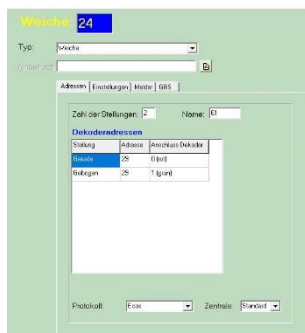 Weiche: 24
Typ: Weiche
Adressen Einstellungen Melder GBS
Zahl der Stellungen: 2 Name: 61
Dekoderadressen
Stellung Adresse Anschluss Dekoder
Gerade 29 0 (rot)
Gebogen 29 1 (grün)
Protokoll: Ecos Zentrale: Standard